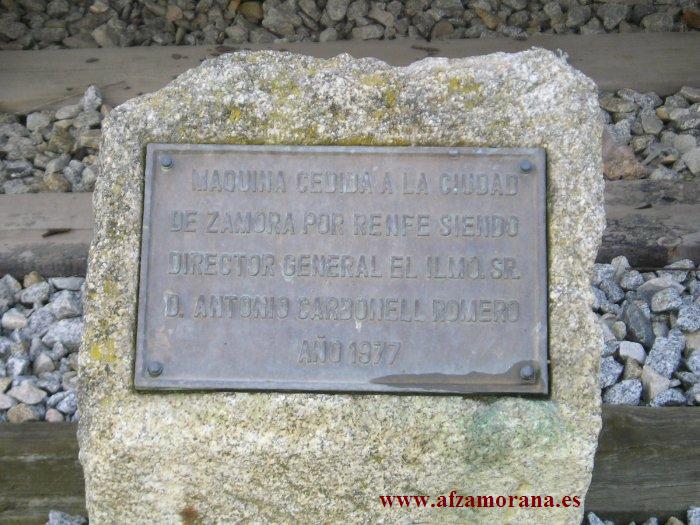 MAQUINA CEDIDA A LA CIUDAD
DE ZAMORA POR RENFE SIENDO
DIRECTOR GENERAL EL ILMO. SR.
D. ANTONIO CARBONELL ROMERO
AÑO 1977
www.afzamorana.es